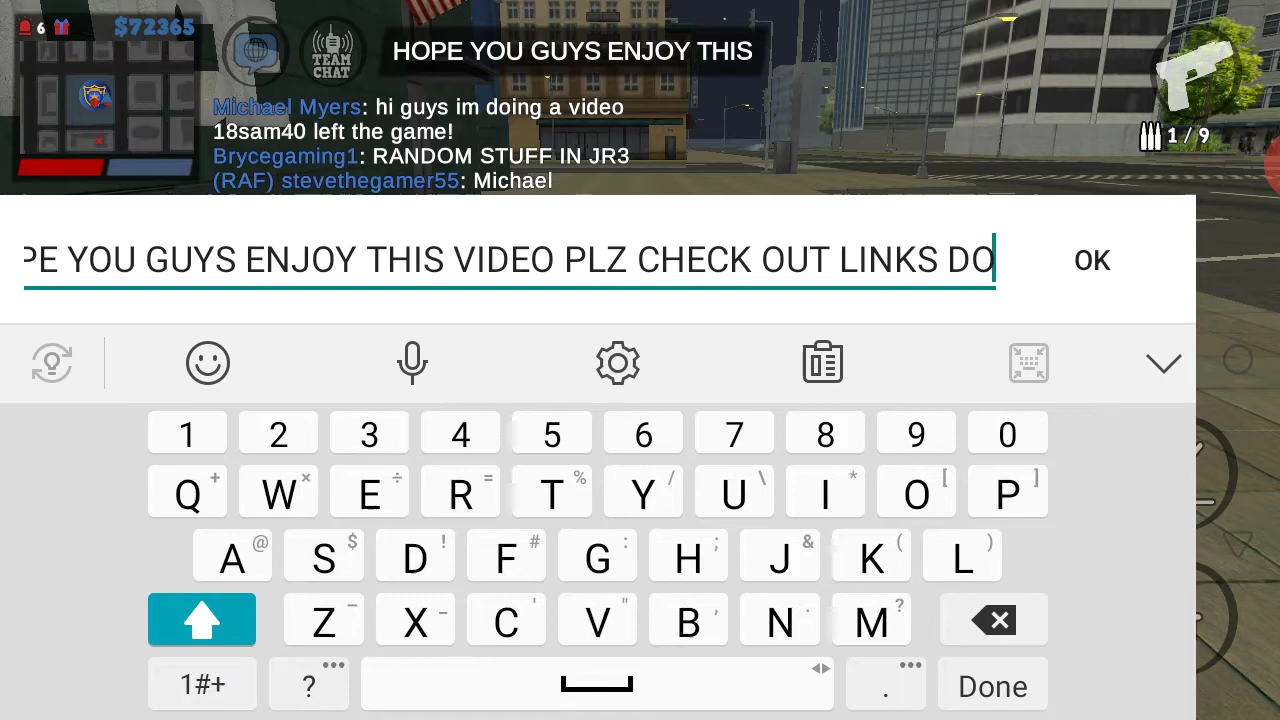 6 $72365
TEAM CHAT
HOPE YOU GUYS ENJOY THIS
Michael Myers: hi guys im doing a video
18sam40 left the game!
Brycegaming1: RANDOM STUFF IN JR3
(RAF) stevethegamer55: Michael
1 / 9
PE YOU GUYS ENJOY THIS VIDEO PLZ CHECK OUT LINKS DO
OK
1 2 3 4 5 6 7 8 9 0
Q + W × E ÷ R = T % Y / U \ I * O [ P ]
A @ S $ D ! F # G : H ; J & K ( L )
Z – X - C ' V " B , N . M ?
1#+ ? ••• . ••• Done